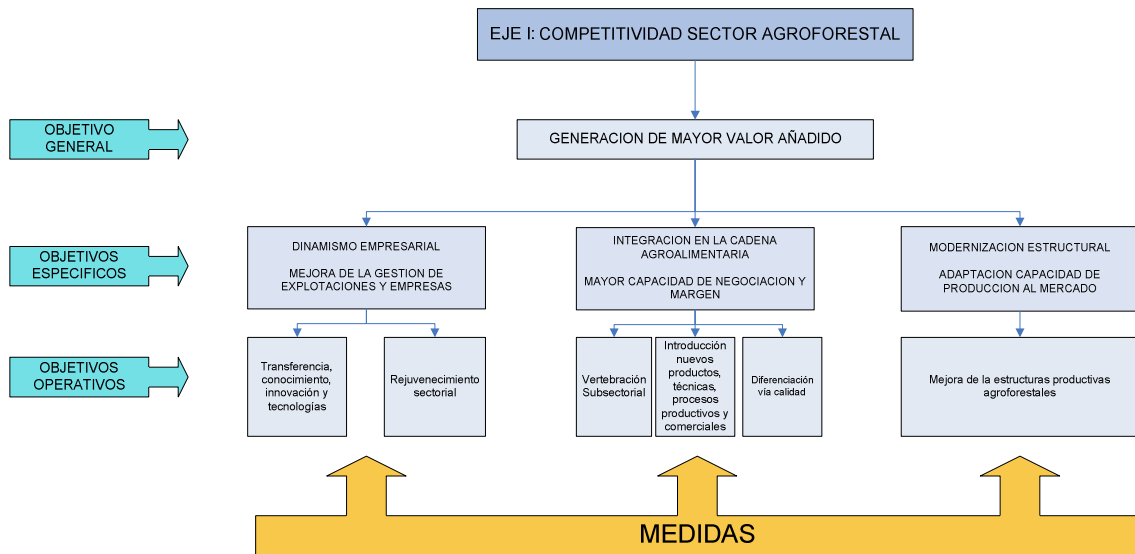 EJE I: COMPETITIVIDAD SECTOR AGROFORESTAL
OBJETIVO
GENERAL
GENERACION DE MAYOR VALOR AÑADIDO
OBJETIVOS
ESPECIFICOS
DINAMISMO EMPRESARIAL
MEJORA DE LA GESTION DE
EXPLOTACIONES Y EMPRESAS
INTEGRACION EN LA CADENA
AGROALIMENTARIA
MAYOR CAPACIDAD DE NEGOCIACION Y
MARGEN
MODERNIZACION ESTRUCTURAL
ADAPTACION CAPACIDAD DE
PRODUCCION AL MERCADO
OBJETIVOS
OPERATIVOS
Transferencia,
conocimiento,
innovación y
tecnologías
Rejuvenecimiento
sectorial
Vertebración
Subsectorial
Introducción
nuevos
productos,
técnicas,
procesos
productivos y
comerciales
Diferenciación
vía calidad
Mejora de la estructuras productivas
agroforestales
MEDIDAS